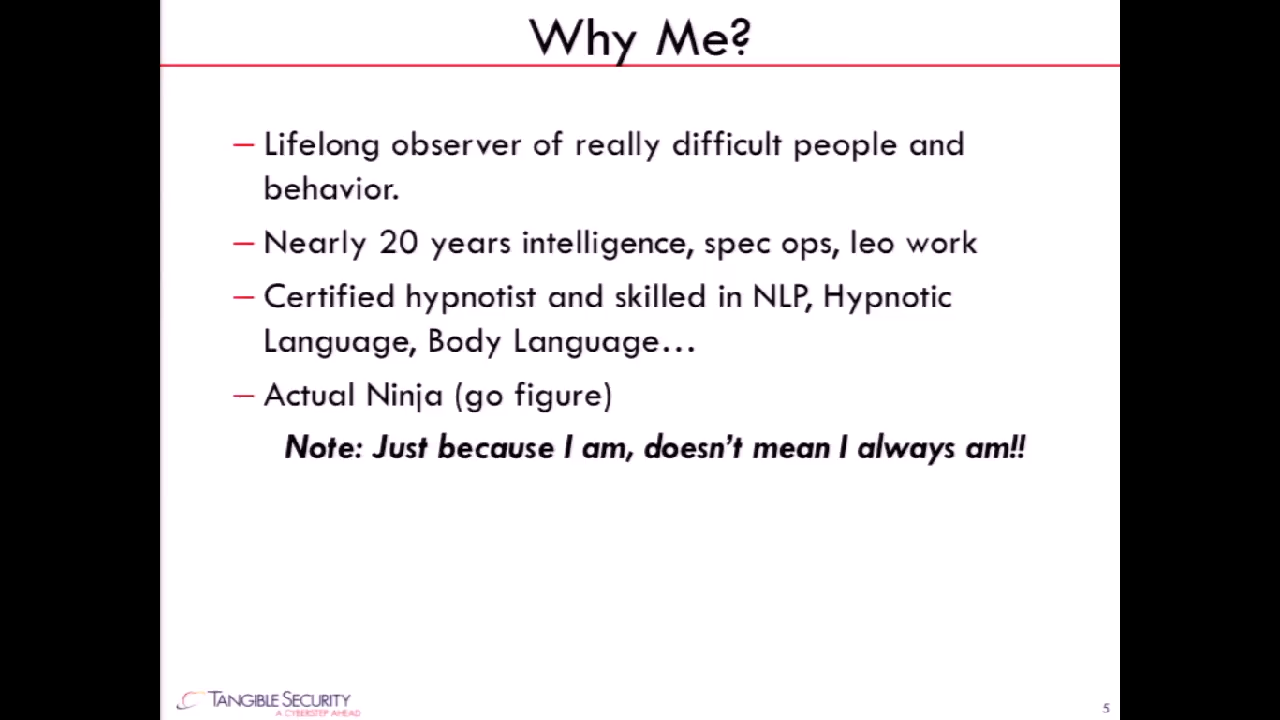 Why Me?
— Lifelong observer of really difficult people and
behavior.
— Nearly 20 years intelligence, spec ops, leo work
— Certified hypnotist and skilled in NLP, Hypnotic
Language, Body Language…
— Actual Ninja (go figure)
Note: Just because I am, doesn't mean I always am!!
TANGIBLE SECURITY
A CYBERSTEP AHEAD
5